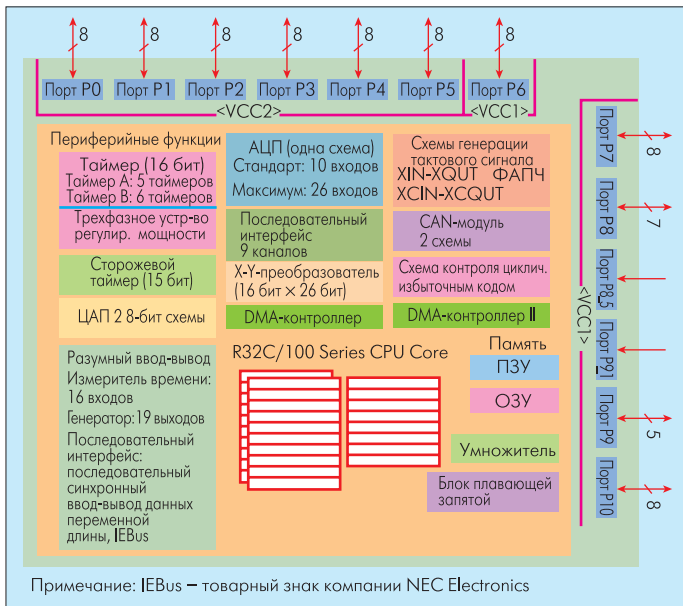 8 8 8 8 8 8 8
Порт P0 Порт P1 Порт P2 Порт P3 Порт P4 Порт P5 Порт P6
<VCC2> <VCC1>
Периферийные функции
Таймер (16 бит)
Таймер A: 5 таймеров
Таймер B: 6 таймеров
Трехфазное устр-во
регулир. мощности
Сторожевой
таймер (15 бит)
ЦАП 2 8-бит схемы
Разумный ввод-вывод
Измеритель времени:
16 входов
Генератор: 19 выходов
Последовательный
интерфейс:
последовательный
синхронный
ввод-вывод данных
переменной
длины, IEBus
АЦП (одна схема)
Стандарт: 10 входов
Максимум: 26 входов
Последовательный
интерфейс
9 каналов
X-Y-преобразователь
(16 бит × 26 бит)
DMA-контроллер
Схемы генерации
тактового сигнала
XIN-XQUT ФАПЧ
XCIN-XCQUT
CAN-модуль
2 схемы
Схема контроля циклич.
избыточным кодом
DMA-контроллер II
R32C/100 Series CPU Core
Память
ПЗУ
ОЗУ
Умножитель
Блок плавающей
запятой
<VCC1>
Порт P7
8
Порт P8
7
Порт P8_5
Порт P91
Порт P9
5
Порт P10
8
Примечание: IEBus – товарный знак компании NEC Electronics